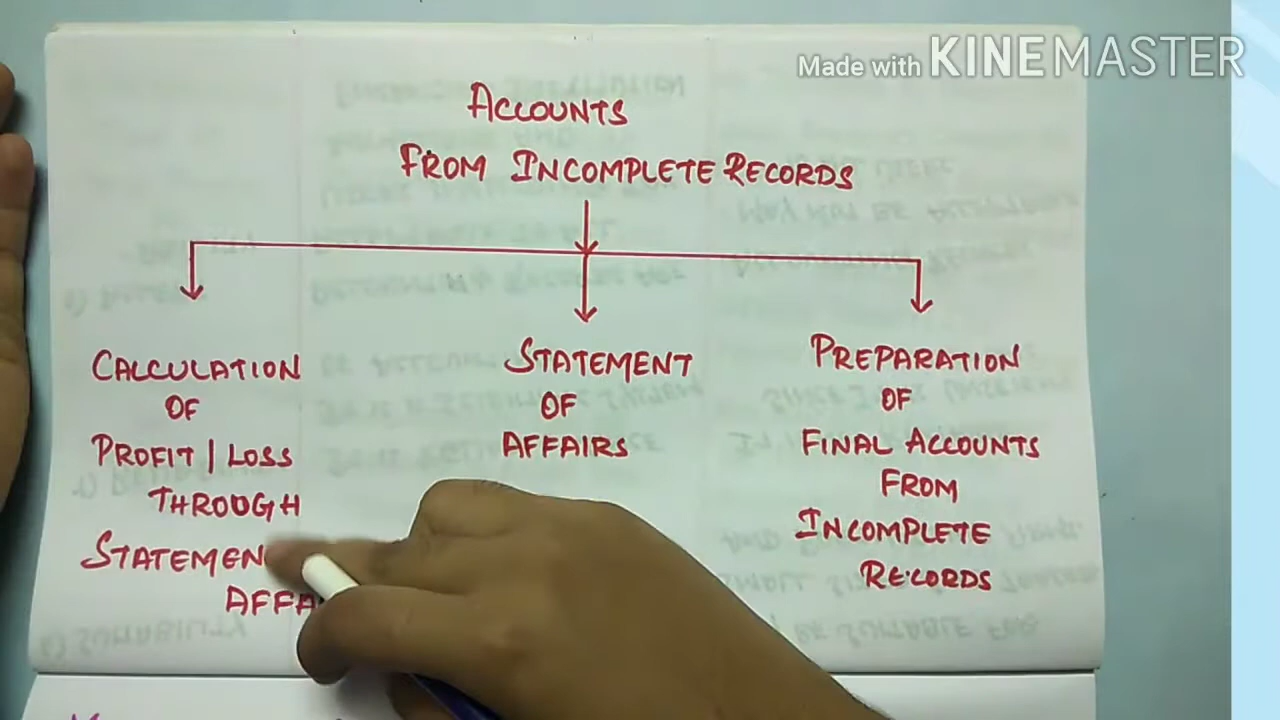 Made with KINEMASTER
ACCOUNTS
FROM INCOMPLETE RECORDS
CALCULATION
OF
PROFIT | LOSS
THROUGH
STATEMEN
AFFA
STATEMENT
OF
AFFAIRS
PREPARATION
OF
FINAL ACCOUNTS
FROM
INCOMPLETE
RECORDS